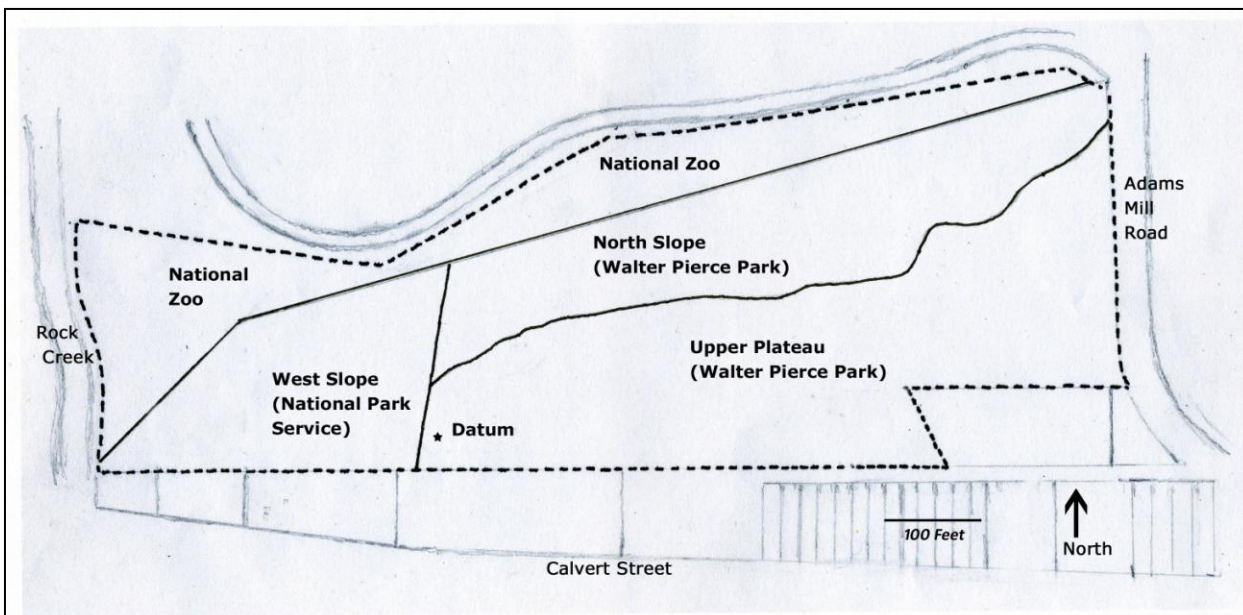 National Zoo
Adams
Mill
Road
North Slope
(Walter Pierce Park)
National
Zoo
Rock
Creek
Upper Plateau
(Walter Pierce Park)
West Slope
(National Park
Service)
Datum
100 Feet
North
Calvert Street